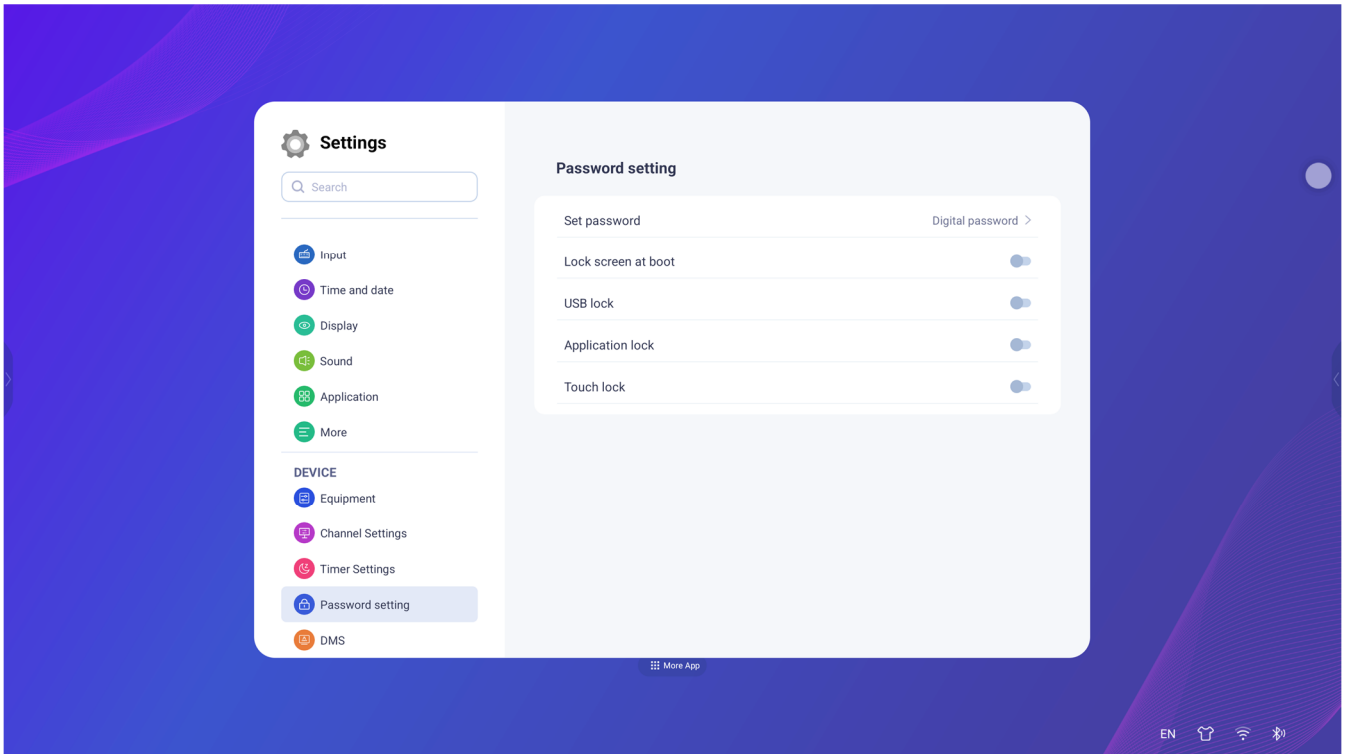 Settings
Search
Input
Time and date
Display
Sound
Application
More
DEVICE
Equipment
Channel Settings
Timer Settings
Password setting
DMS
Password setting
Set password Digital password
Lock screen at boot
USB lock
Application lock
Touch lock
More App
EN